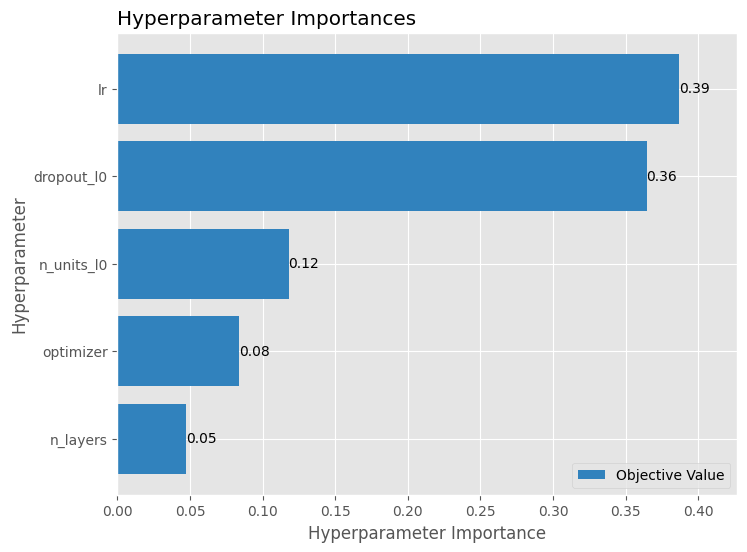 Hyperparameter Importances
Hyperparameter
lr
0.39
dropout_l0
0.36
n_units_l0
0.12
optimizer
0.08
n_layers
0.05
Objective Value
0.00 0.05 0.10 0.15 0.20 0.25 0.30 0.35 0.40
Hyperparameter Importance